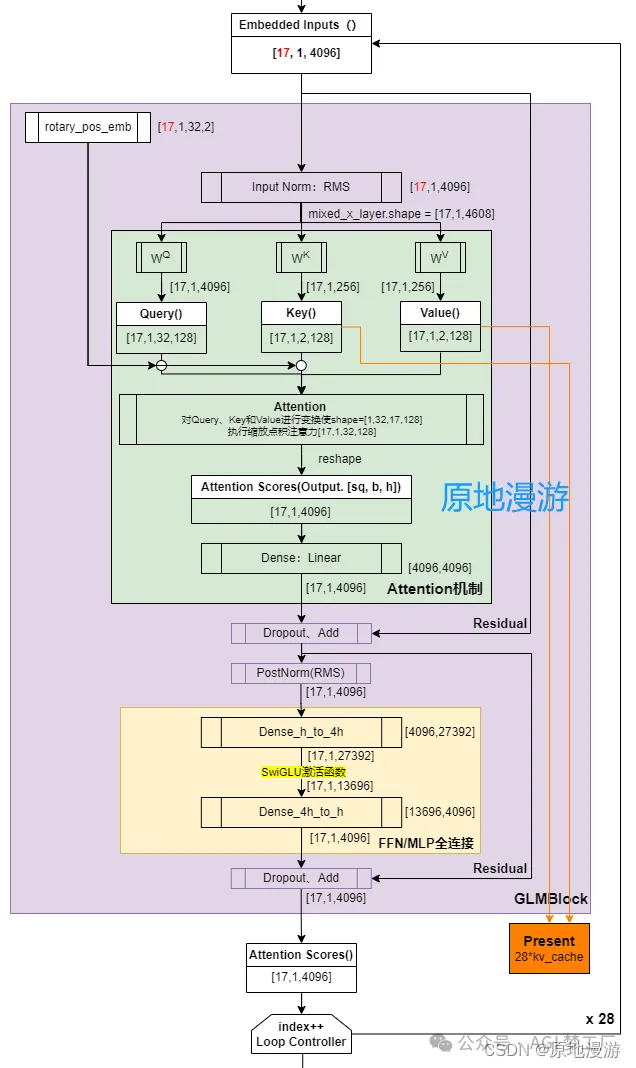 Embedded Inputs（）
[17, 1, 4096]
rotary_pos_emb
[17,1,32,2]
Input Norm：RMS
[17,1,4096]
mixed_x_layer.shape = [17,1,4608]
W^Q
W^K
W^V
[17,1,4096]
[17,1,256]
[17,1,256]
Query()
[17,1,32,128]
Key()
[17,1,2,128]
Value()
[17,1,2,128]
Attention
对Query、Key和Value进行变换使shape=[1,32,17,128]
执行缩放点积注意力[17,1,32,128]
reshape
Attention Scores(Output. [sq, b, h])
[17,1,4096]
原地漫游
Dense：Linear
[4096,4096]
[17,1,4096]
Attention机制
Residual
Dropout、Add
PostNorm(RMS)
[17,1,4096]
Dense_h_to_4h
[4096,27392]
[17,1,27392]
SwiGLU激活函数
[17,1,13696]
Dense_4h_to_h
[13696,4096]
[17,1,4096]
FFN/MLP全连接
Residual
Dropout、Add
[17,1,4096]
GLMBlock
Present
28*kv_cache
Attention Scores()
[17,1,4096]
x 28
index++
Loop Controller
公众号 · AGI梦工厂
CSDN @原地漫游